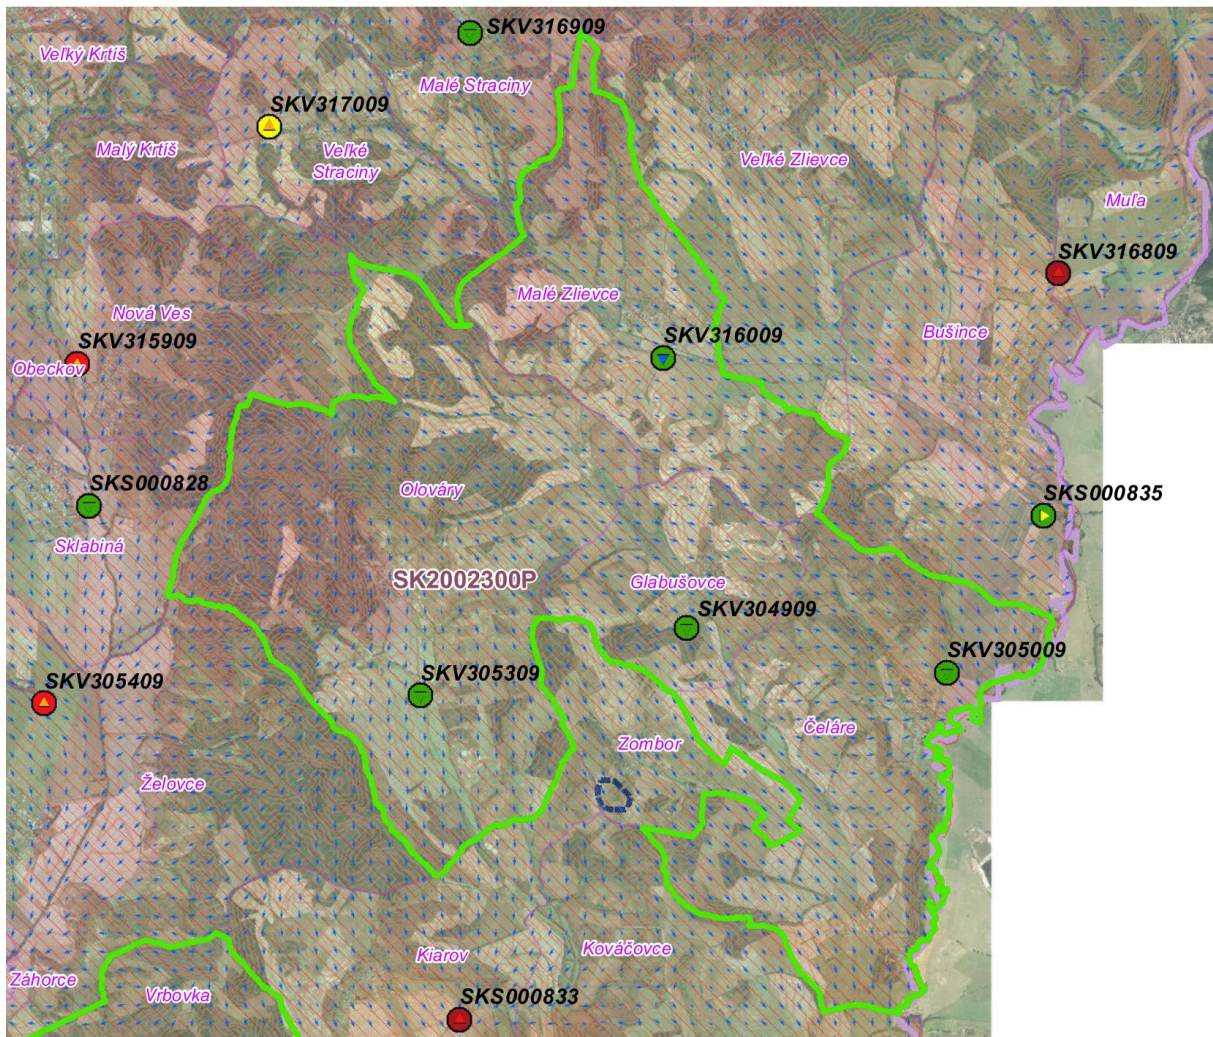 SKV316909
Veľký Krtíš
Malé Straciny
SKV317009
Malý Krtíš
Veľké
Straciny
Veľké Zlievce
Muľa
SKV316809
Malé Zlievce
Nová Ves
SKV315909
SKV316009
Bušince
Obeckov
SKS000828
Olováry
SKS000835
Sklabiná
SK2002300P
Glabušovce
SKV304909
SKV305309
SKV305009
SKV305409
Zombor
Čeláre
Želovce
Kiarov
Kováčovce
Záhorce
Vrbovka
SKS000833